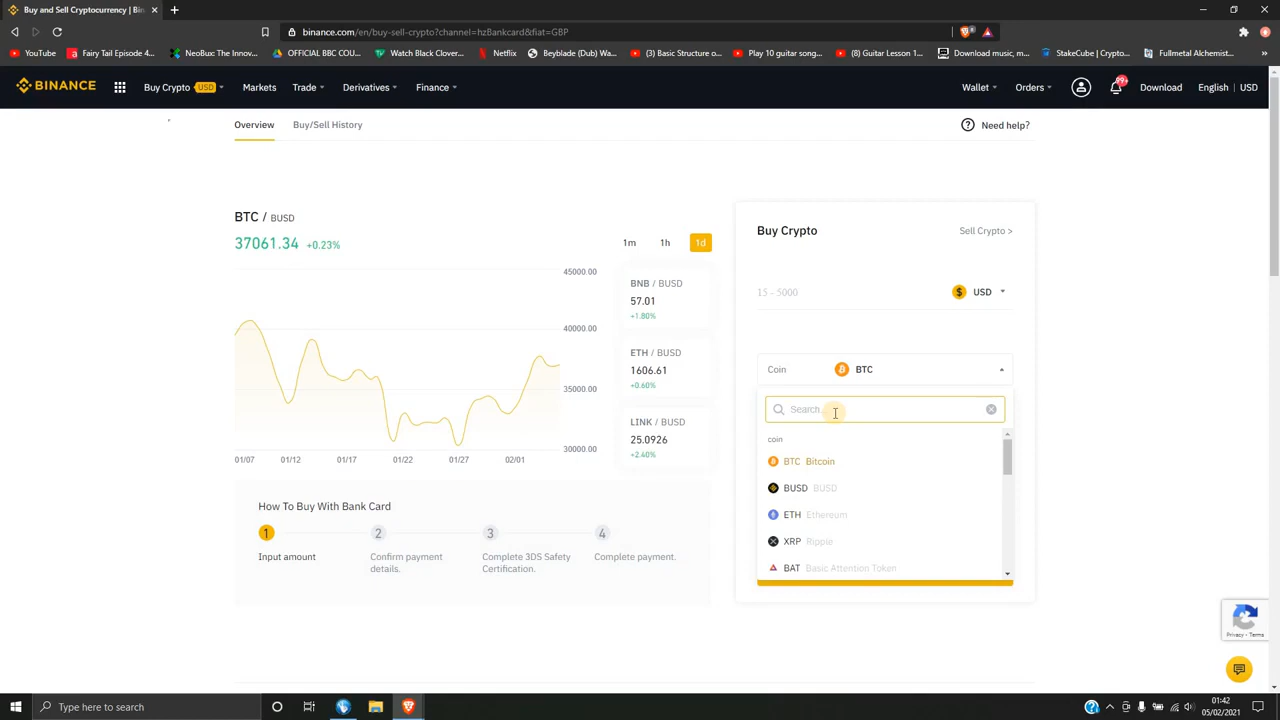 Buy and Sell Cryptocurrency | Bin
binance.com/en/buy-sell-crypto?channel=hzBankcard&fiat=GBP
YouTube
Fairy Tail Episode 4...
NeoBux The Innov...
OFFICIAL BBC COU...
Watch Black Clover...
Netflix
Beyblade (Dub) Wa...
(3) Basic Structure o...
Play 10 guitar song...
(8) Guitar Lesson 1...
Download music, m...
StakeCube | Crypto...
Fullmetal Alchemist...
BINANCE
Buy Crypto USD
Markets
Trade
Derivatives
Finance
Wallet
Orders
99+
Download
English | USD
Overview
Buy/Sell History
Need help?
BTC / BUSD
37061.34 +0.23%
1m 1h 1d
45000.00
40000.00
35000.00
30000.00
01/07 01/12 01/17 01/22 01/27 02/01
BNB / BUSD
57.01
+1.80%
ETH / BUSD
1606.61
+0.60%
LINK / BUSD
25.0926
+2.40%
How To Buy With Bank Card
1 2 3 4
Input amount
Confirm payment
details.
Complete 3DS Safety
Certification.
Complete payment.
Buy Crypto
Sell Crypto >
15 - 5000
$ USD
Coin BTC
Search...
coin
BTC Bitcoin
BUSD BUSD
ETH Ethereum
XRP Ripple
BAT Basic Attention Token
Privacy - Terms
Type here to search
01:42
05/02/2021